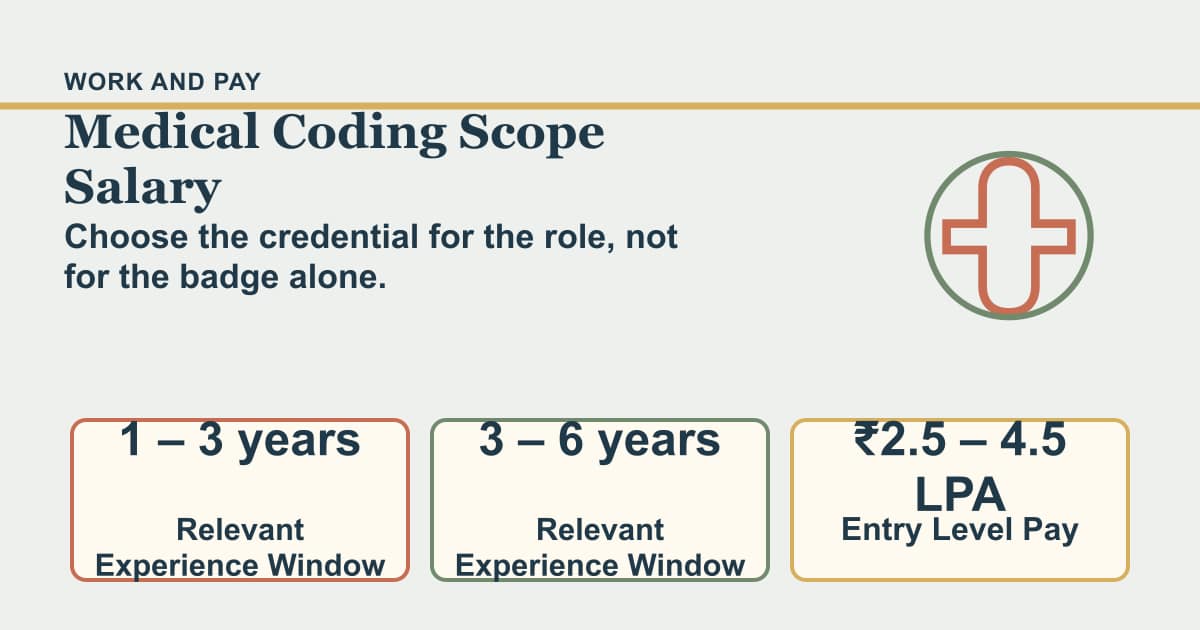 WORK AND PAY
Medical Coding Scope
Salary
Choose the credential for the role, not
for the badge alone.
1 – 3 years
Relevant
Experience Window
3 – 6 years
Relevant
Experience Window
₹2.5 – 4.5
LPA
Entry Level Pay